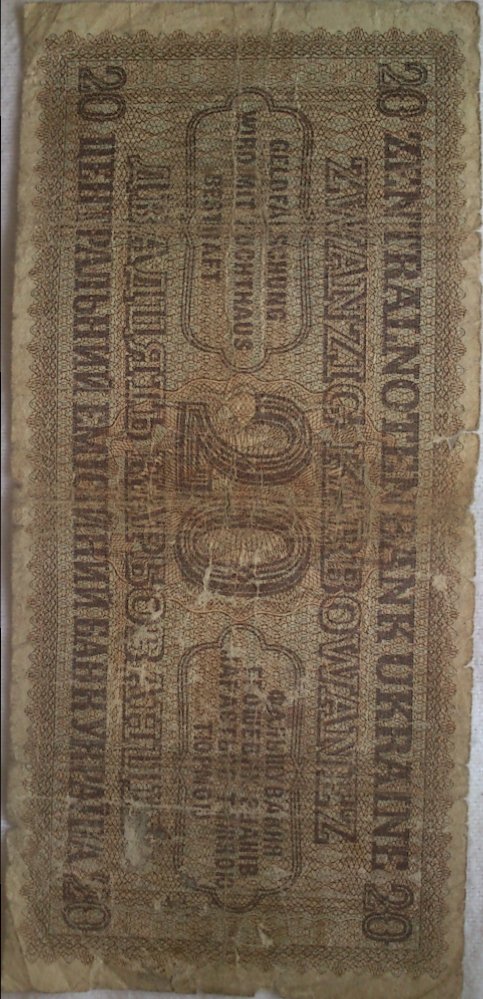 20 ZENTRALNOTENBANK UKRAINE 20
ZWANZIG KARBOWANEZ
GELDFÄLSCHUNG
WIRD MIT ZUCHTHAUS
BESTRAFT
20
ФАЛЬШУВАННЯ
ТЮРМОЮ
ДВАДЦЯТЬ КАРБОВАНЦІВ
20 ЦЕНТРАЛЬНИЙ ЕМІСІЙНИЙ БАНК УКРАЇНА 20